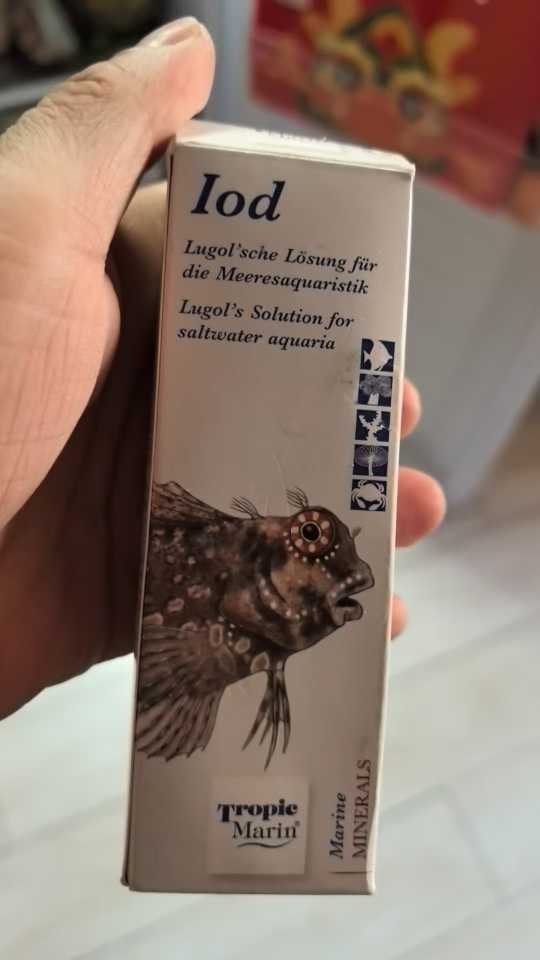 Iod
Lugol'sche Lösung für
die Meeresaquaristik
Lugol's Solution for
saltwater aquaria
Tropic
Marin®
Marine
MINERALS